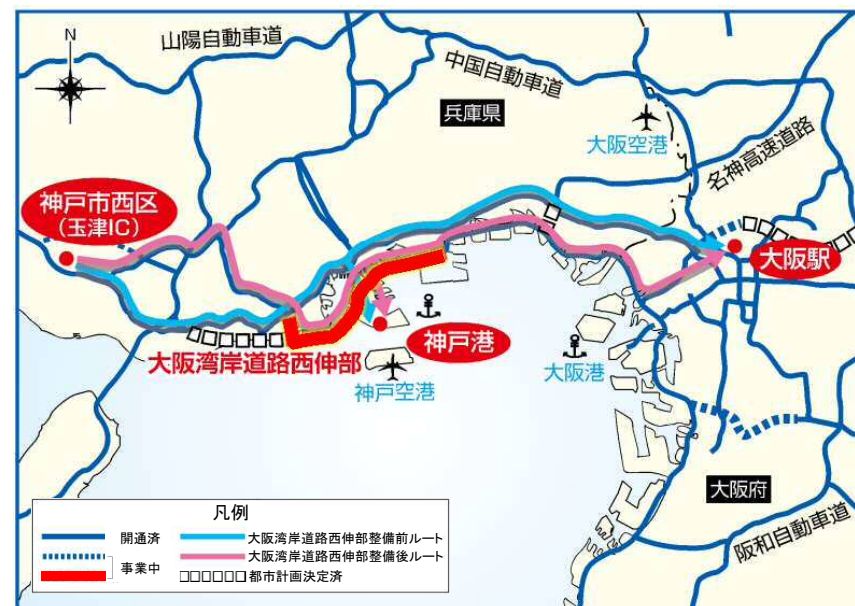 N
山陽自動車道
中国自動車道
兵庫県
大阪空港
名神高速道路
神戸市西区
(玉津IC)
大阪駅
神戸港
大阪湾岸道路西伸部
神戸空港
大阪港
大阪府
阪和自動車道
凡例
開通済
大阪湾岸道路西伸部整備前ルート
大阪湾岸道路西伸部整備後ルート
事業中
都市計画決定済